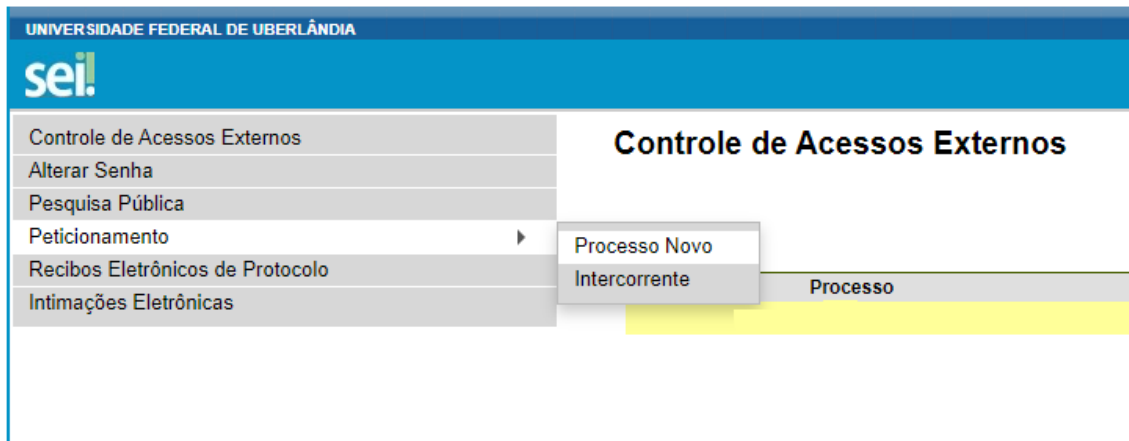 UNIVERSIDADE FEDERAL DE UBERLÂNDIA
sei!
Controle de Acessos Externos
Alterar Senha
Pesquisa Pública
Peticionamento
Recibos Eletrônicos de Protocolo
Intimações Eletrônicas
Processo Novo
Intercorrente
Controle de Acessos Externos
Processo